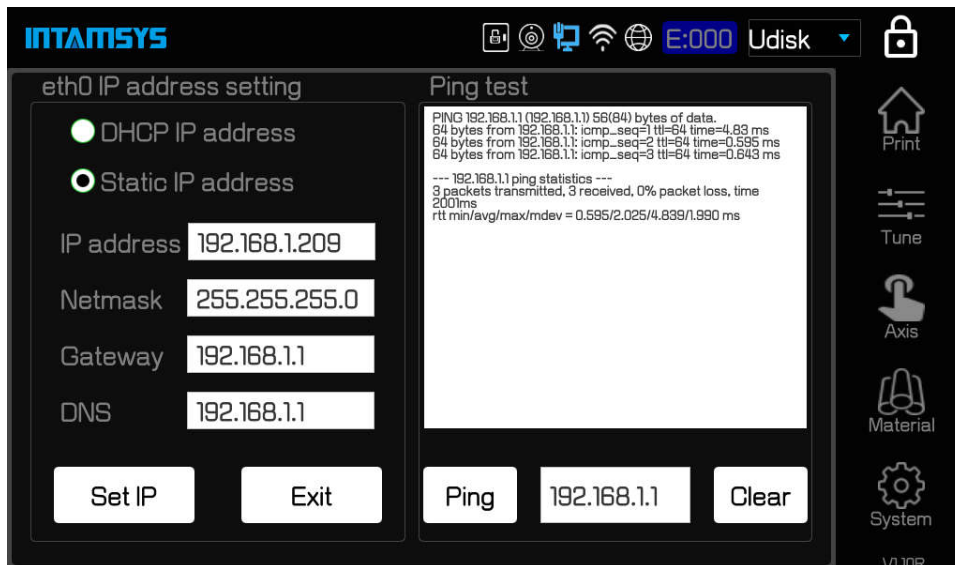 INTAMSYS
E:000 Udisk
eth0 IP address setting
DHCP IP address
Static IP address
IP address 192.168.1.209
Netmask 255.255.255.0
Gateway 192.168.1.1
DNS 192.168.1.1
Set IP Exit
Ping test
PING 192.168.1.1 (192.168.1.1) 56(84) bytes of data.
64 bytes from 192.168.1.1: icmp_seq=1 ttl=64 time=4.83 ms
64 bytes from 192.168.1.1: icmp_seq=2 ttl=64 time=0.595 ms
64 bytes from 192.168.1.1: icmp_seq=3 ttl=64 time=0.643 ms
--- 192.168.1.1 ping statistics ---
3 packets transmitted, 3 received, 0% packet loss, time
2001ms
rtt min/avg/max/mdev = 0.595/2.025/4.839/1.990 ms
Ping 192.168.1.1 Clear
Print
Tune
Axis
Material
System